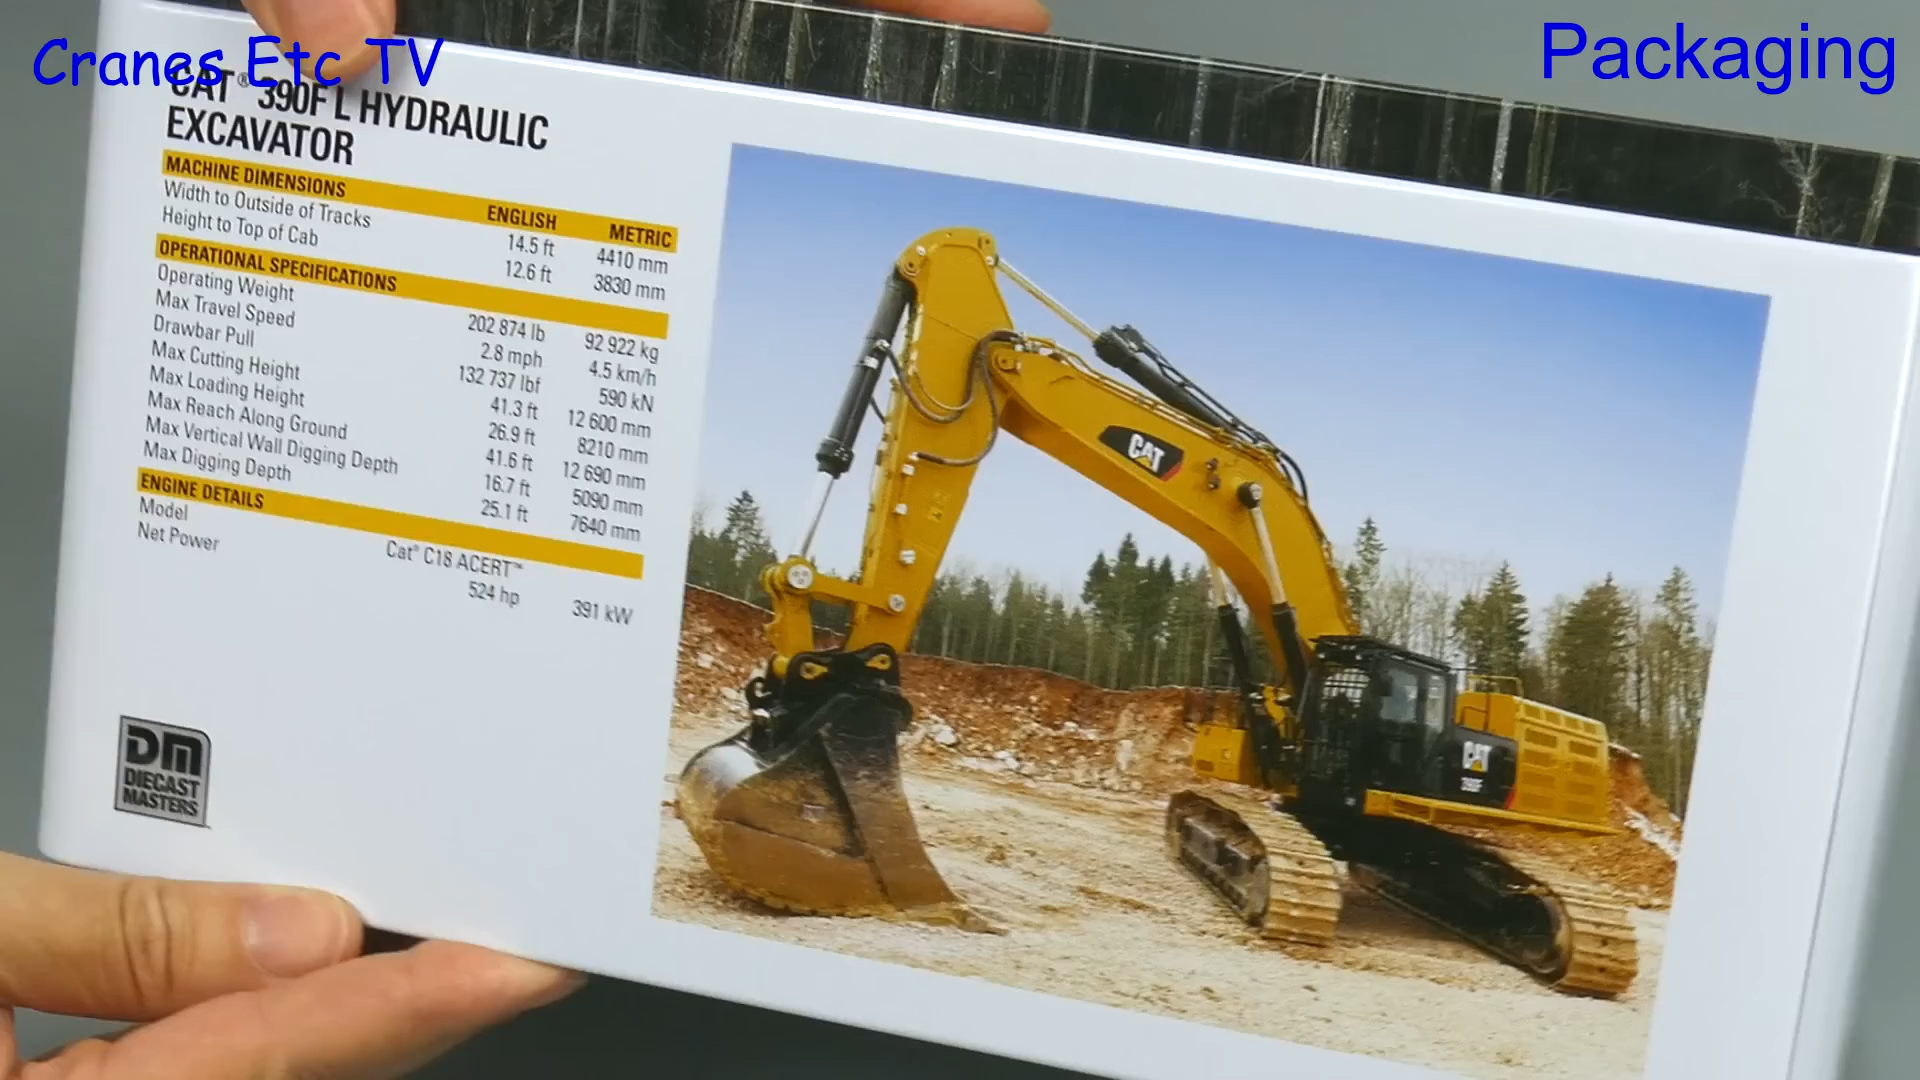 Cranes Etc TV
Packaging
CAT® 390F L HYDRAULIC
EXCAVATOR
MACHINE DIMENSIONS ENGLISH METRIC
Width to Outside of Tracks 14.5 ft 4410 mm
Height to Top of Cab 12.6 ft 3830 mm
OPERATIONAL SPECIFICATIONS
Operating Weight 202 874 lb 92 922 kg
Max Travel Speed 2.8 mph 4.5 km/h
Drawbar Pull 132 737 lbf 590 kN
Max Cutting Height 41.3 ft 12 600 mm
Max Loading Height 26.9 ft 8210 mm
Max Reach Along Ground 41.6 ft 12 690 mm
Max Vertical Wall Digging Depth 16.7 ft 5090 mm
Max Digging Depth 25.1 ft 7640 mm
ENGINE DETAILS
Model Cat® C18 ACERT™
Net Power 524 hp 391 kW
DM
DIECAST
MASTERS
CAT
CAT
390F